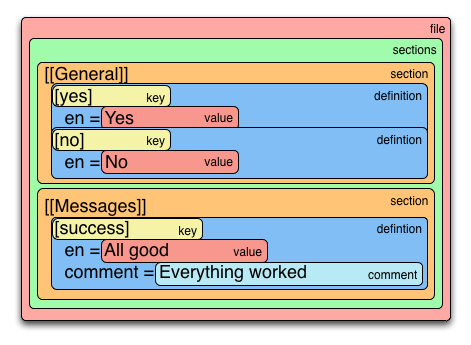 file
sections
[[General]] section
[yes] key definition
en = Yes value
[no] key defintion
en = No value
section
[[Messages]]
[success] key defintion
en = All good value
comment = Everything worked comment